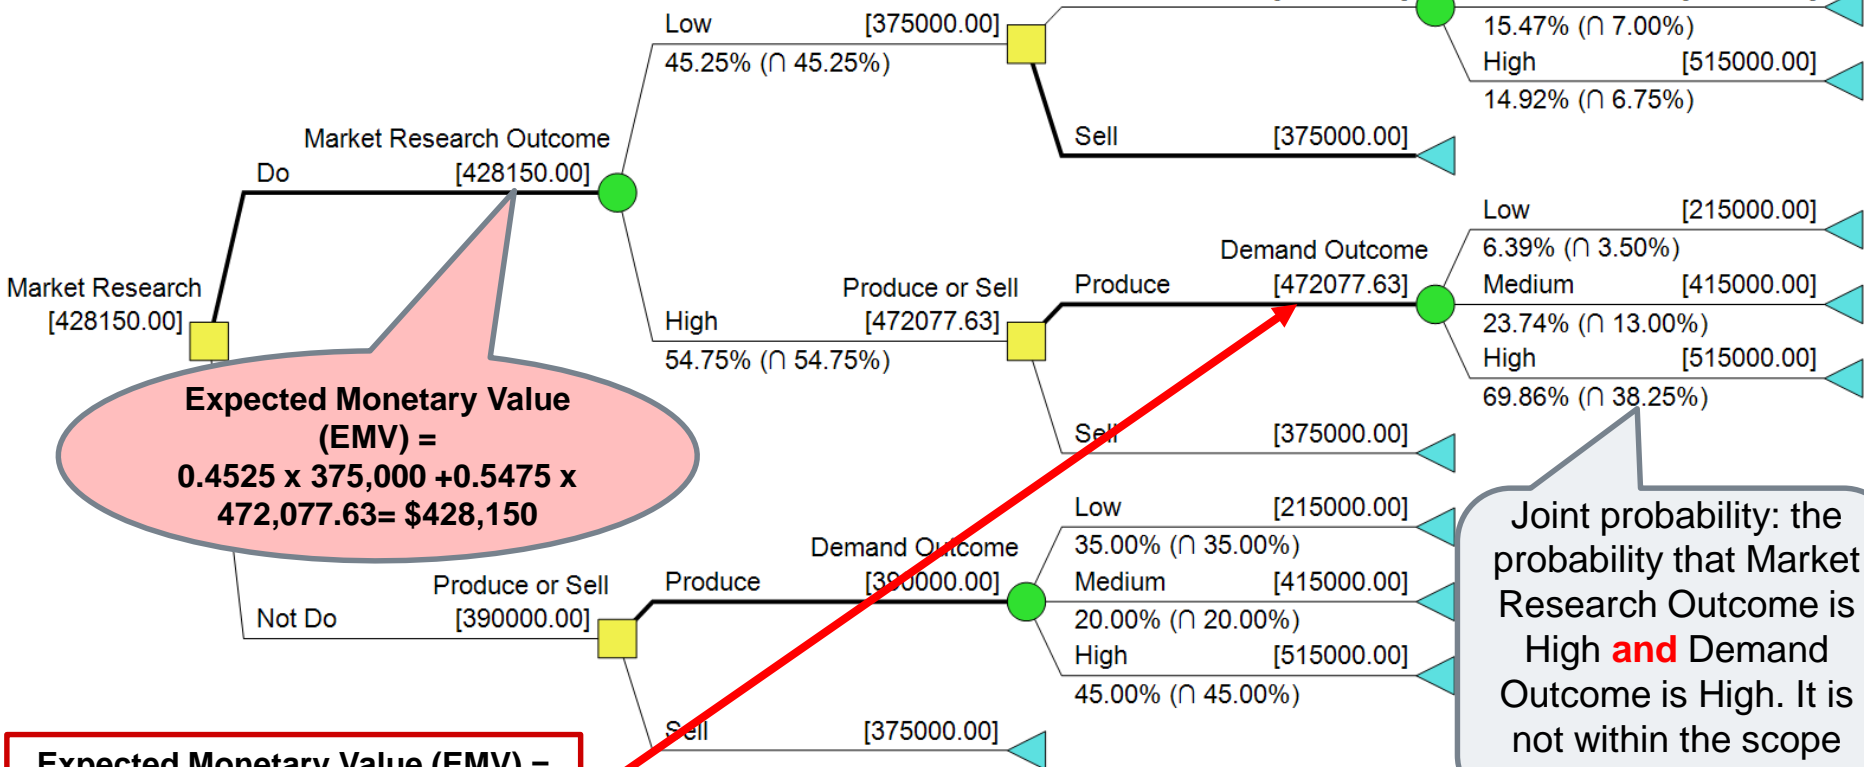 Low [375000.00]
45.25% (∩ 45.25%)
15.47% (∩ 7.00%)
High [515000.00]
14.92% (∩ 6.75%)
Sell [375000.00]
Market Research Outcome
Do [428150.00]
Low [215000.00]
6.39% (∩ 3.50%)
Demand Outcome
Produce [472077.63]
Medium [415000.00]
23.74% (∩ 13.00%)
High [515000.00]
69.86% (∩ 38.25%)
Market Research
[428150.00]
Produce or Sell
High [472077.63]
54.75% (∩ 54.75%)
Sell [375000.00]
Expected Monetary Value
(EMV) =
0.4525 x 375,000 +0.5475 x
472,077.63= $428,150
Low [215000.00]
35.00% (∩ 35.00%)
Demand Outcome
Produce [390000.00]
Medium [415000.00]
20.00% (∩ 20.00%)
High [515000.00]
45.00% (∩ 45.00%)
Produce or Sell
Not Do [390000.00]
Sell [375000.00]
Joint probability: the
probability that Market
Research Outcome is
High and Demand
Outcome is High. It is
not within the scope
Expected Monetary Value (EMV) =